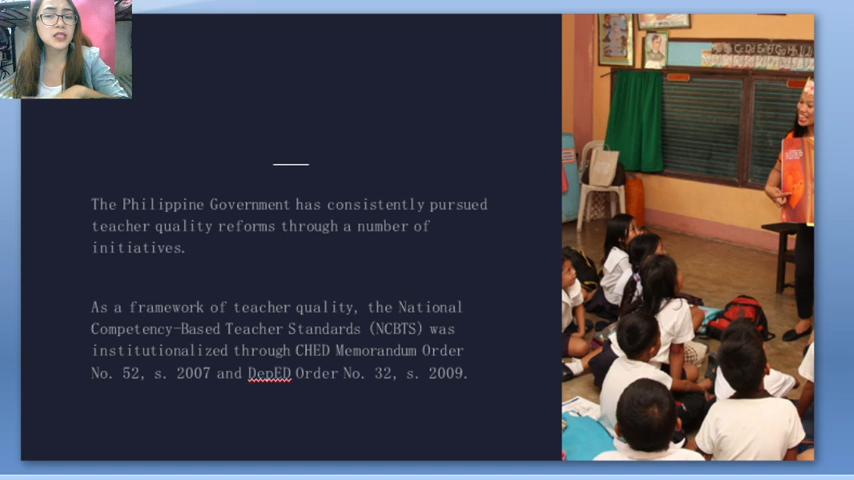 The Philippine Government has consistently pursued
teacher quality reforms through a number of
initiatives.
As a framework of teacher quality, the National
Competency-Based Teacher Standards (NCBTS) was
institutionalized through CHED Memorandum Order
No. 52, s. 2007 and DepED Order No. 32, s. 2009.